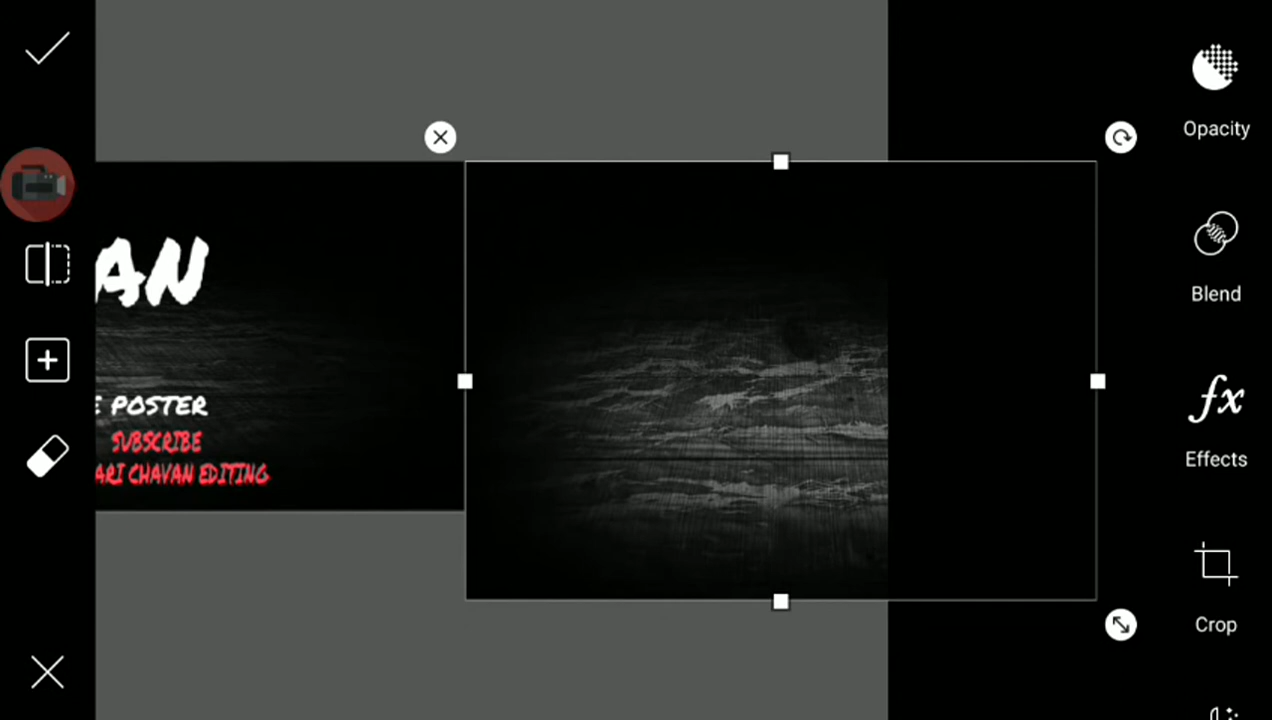 AN
E POSTER
SUBSCRIBE
ARI CHAVAN EDITING
Opacity
Blend
fx
Effects
Crop